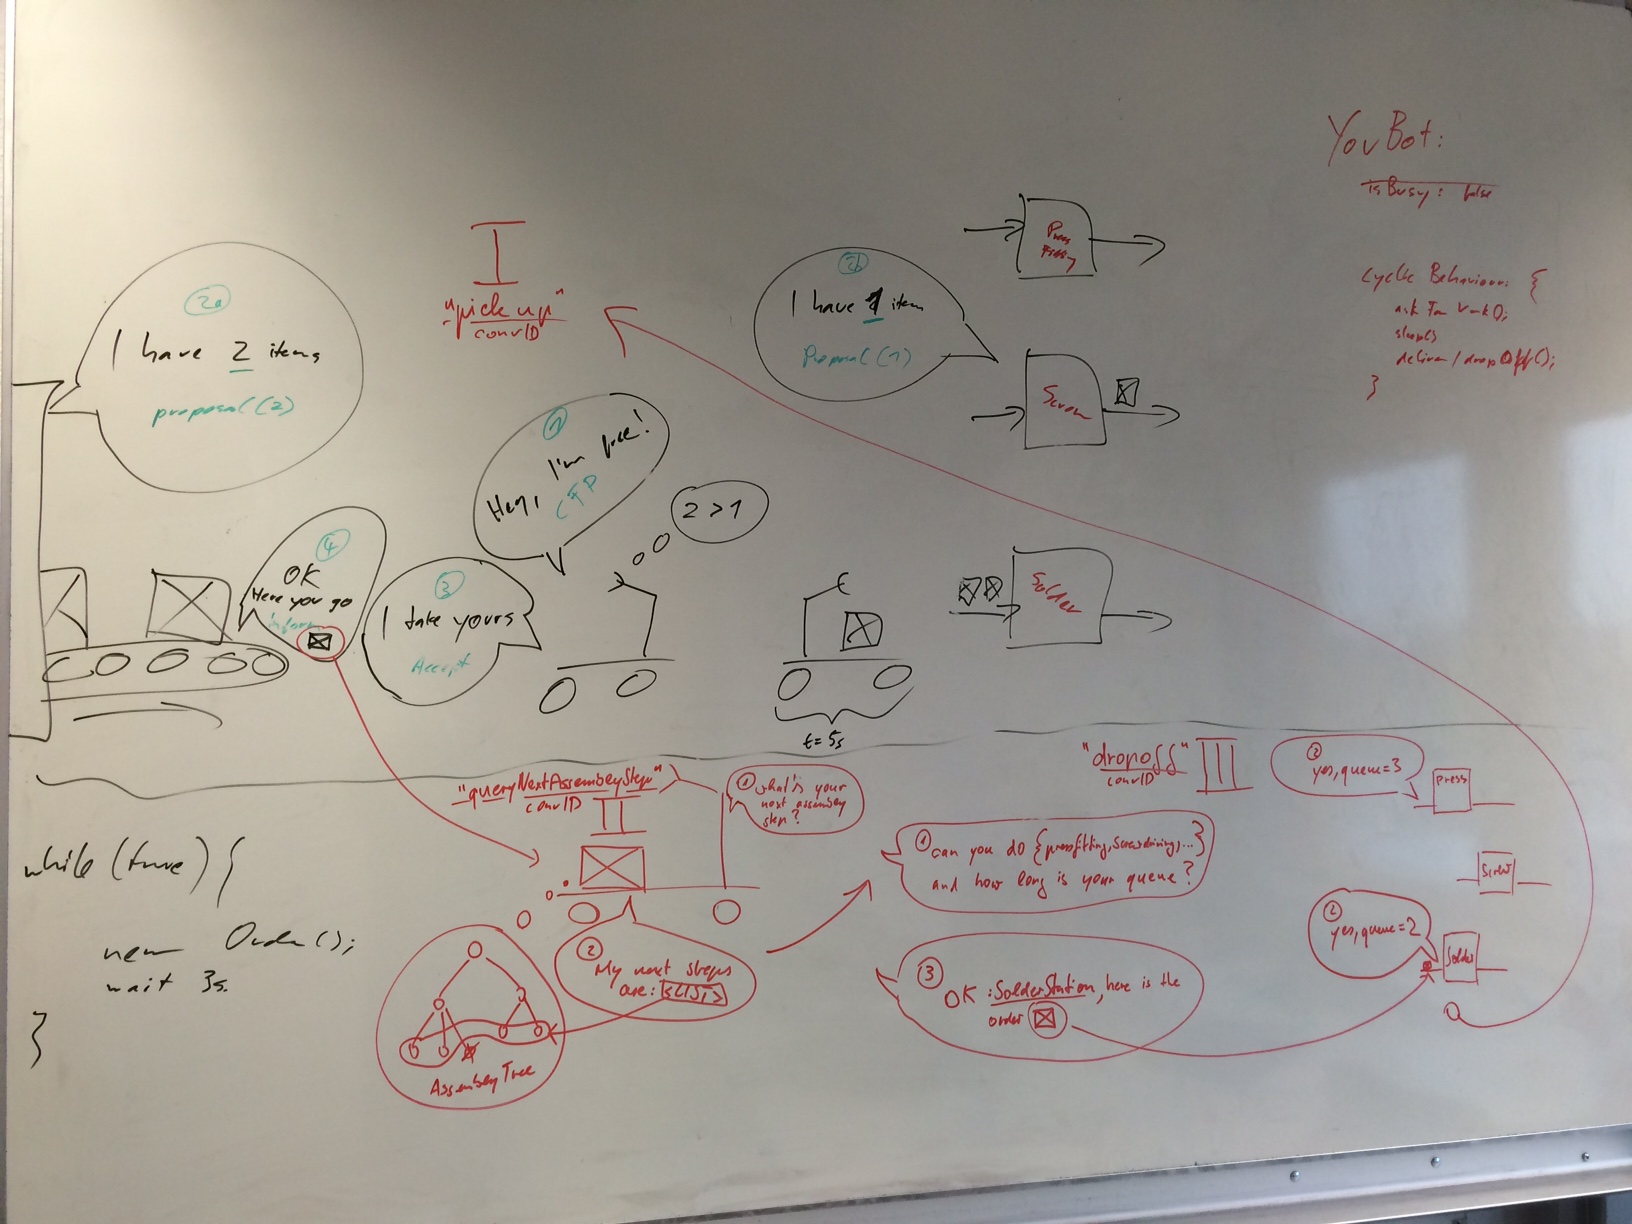 YouBot:
isBusy: false
cyclic Behaviour: {
ask for work();
sleep()
deliver/dropOff();
}
I
"pick up"
convID
2a
I have 2 items
proposal(2)
2b
I have 1 item
Proposal(1)
Press
Screw
Solder
1
Hey, I'm free!
CFP
2 > 1
3
I take yours
Accept
4
OK
Here you go
inform
t = 5s
while (true) {
new Order();
wait 3s.
}
"queryNextAssemblyStep"
convID
II
1 what's your
next assembly
step?
2
My next steps
are: <List>
Assembly Tree
"dropoff"
convID
III
1 can you do {pressfitting, screwdriving, ...}
and how long is your queue?
2
yes, queue=3
press
Screw
2
yes, queue=2
Solder
3
OK :SolderStation, here is the
order